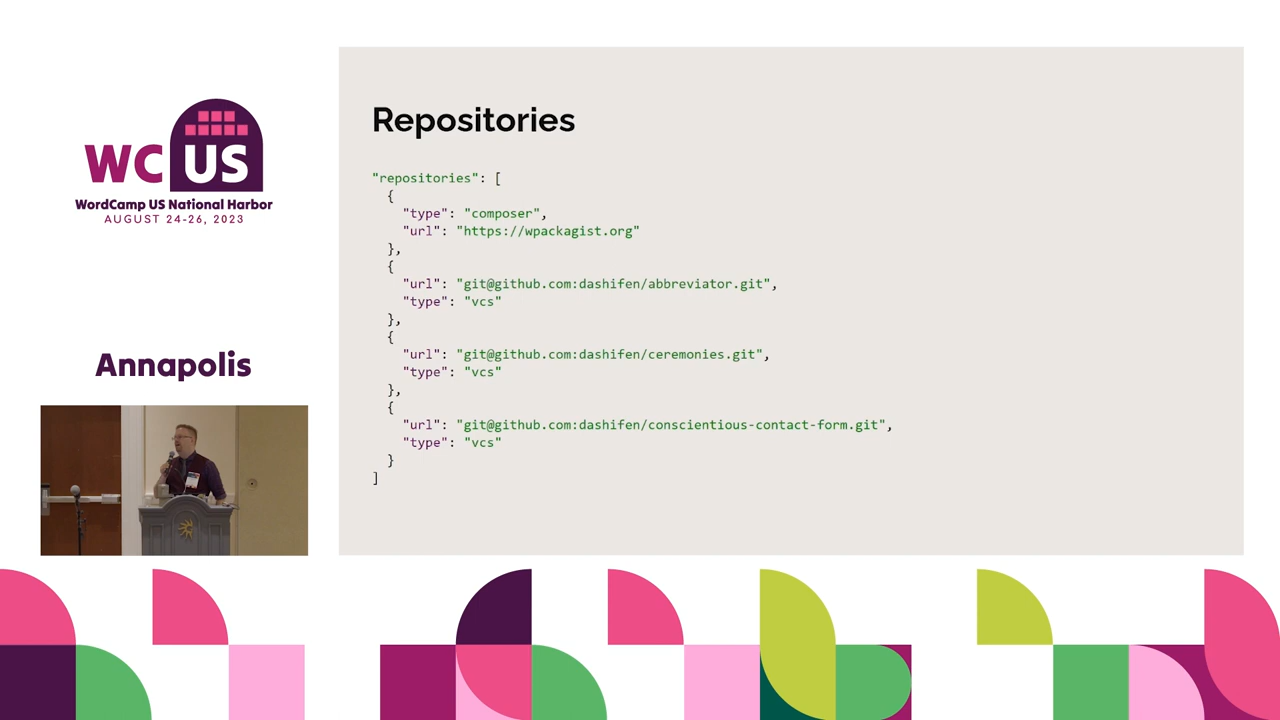 WC US
WordCamp US National Harbor
AUGUST 24-26, 2023
Annapolis
Repositories
"repositories": [
  {
    "type": "composer",
    "url": "https://wpackagist.org"
  },
  {
    "url": "git@github.com:dashifen/abbreviator.git",
    "type": "vcs"
  },
  {
    "url": "git@github.com:dashifen/ceremonies.git",
    "type": "vcs"
  },
  {
    "url": "git@github.com:dashifen/conscientious-contact-form.git",
    "type": "vcs"
  }
]